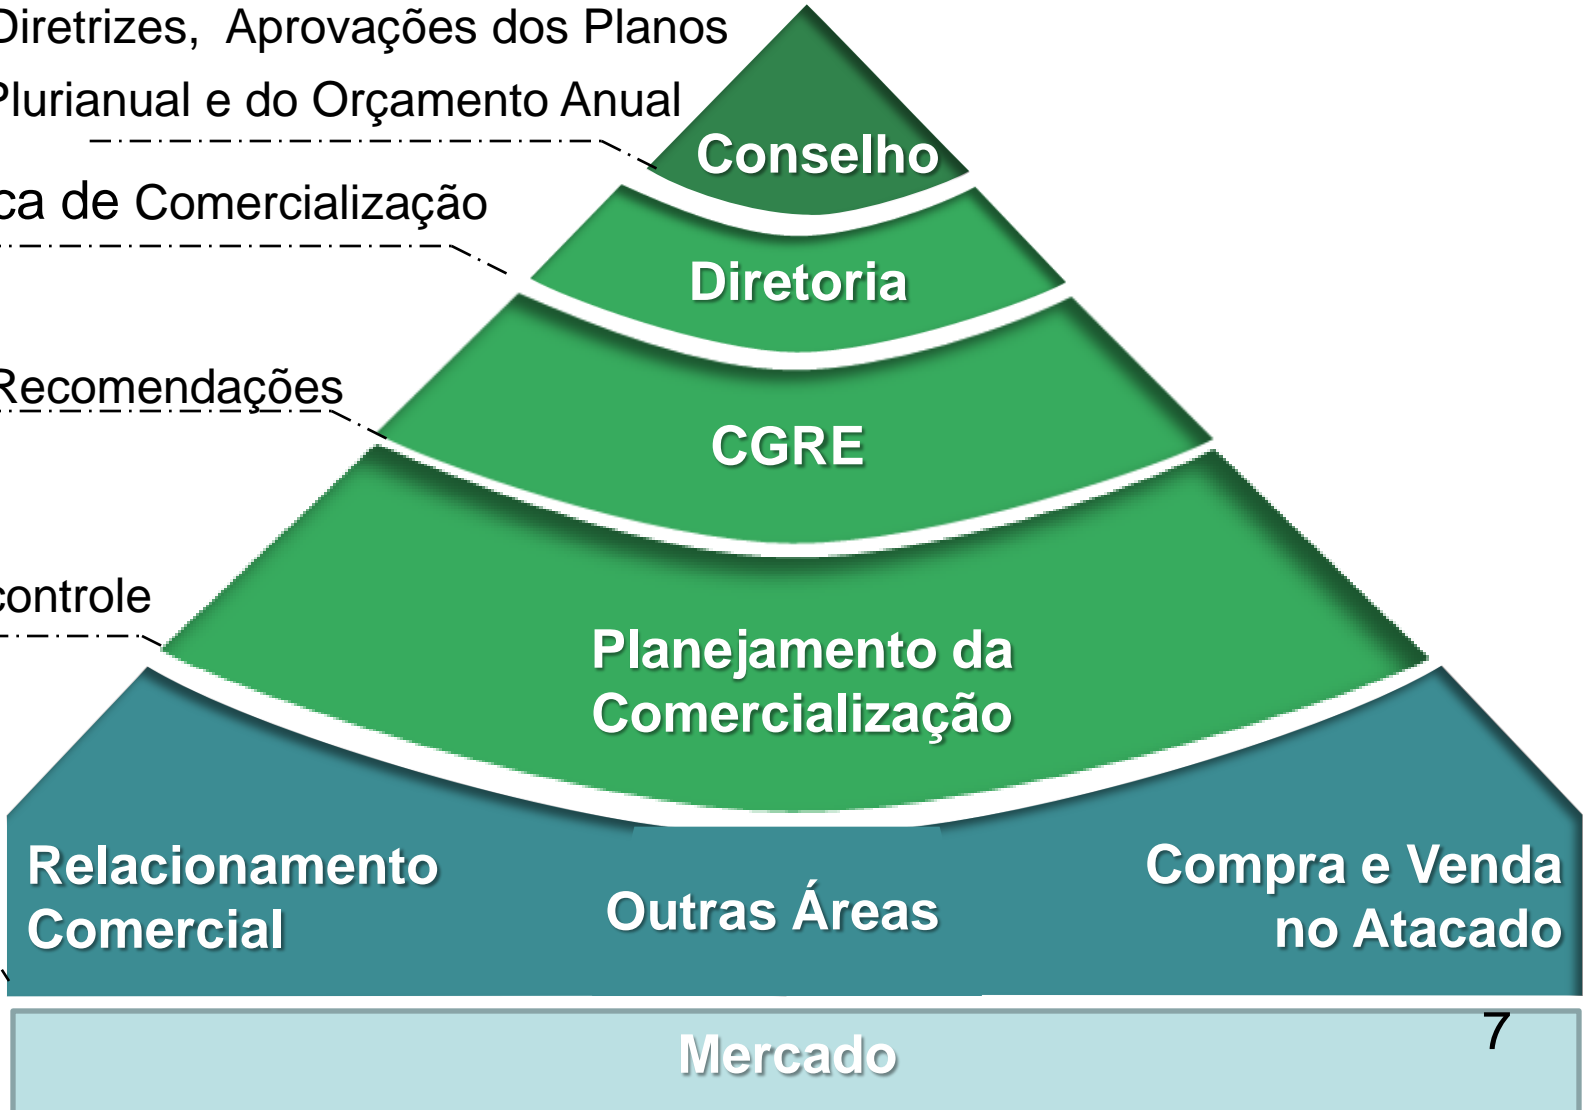 Diretrizes, Aprovações dos Planos
Plurianual e do Orçamento Anual
Conselho
ca de Comercialização
Diretoria
Recomendações
CGRE
controle
Planejamento da
Comercialização
Relacionamento
Comercial
Outras Áreas
Compra e Venda
no Atacado
7
Mercado